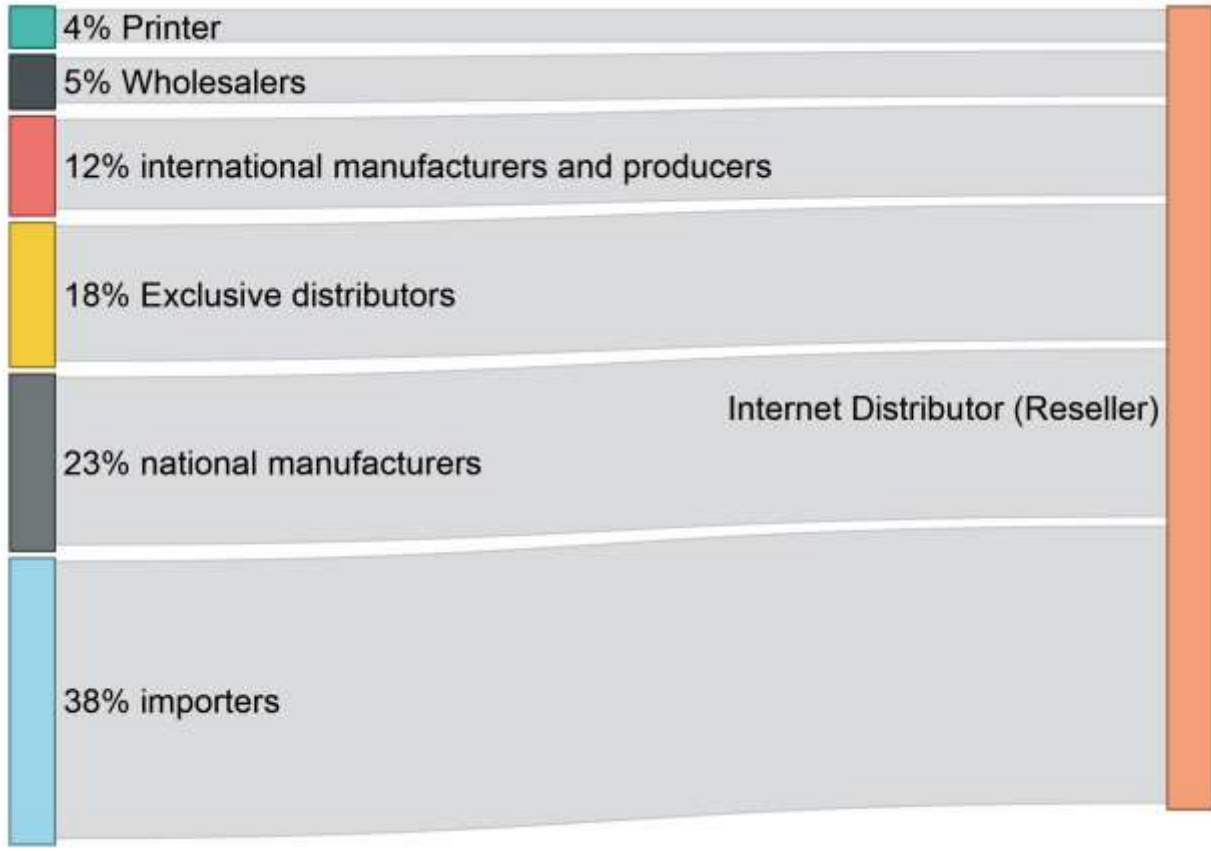 4% Printer
5% Wholesalers
12% international manufacturers and producers
18% Exclusive distributors
Internet Distributor (Reseller)
23% national manufacturers
38% importers